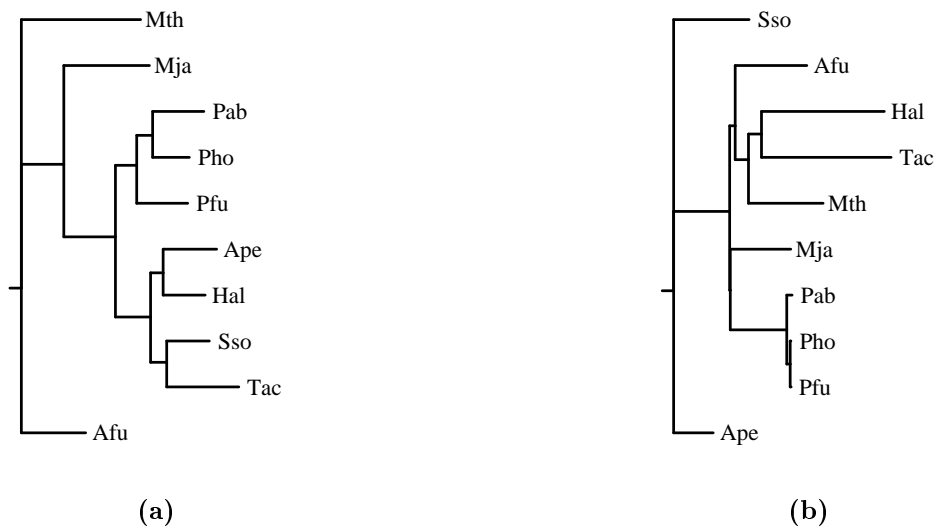 Mth
Mja
Pab
Pho
Pfu
Ape
Hal
Sso
Tac
Afu
(a)
Sso
Afu
Hal
Tac
Mth
Mja
Pab
Pho
Pfu
Ape
(b)